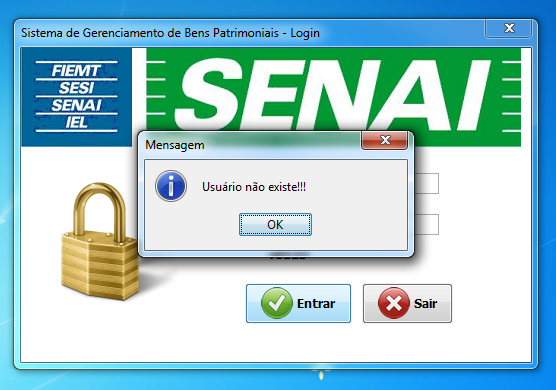 Sistema de Gerenciamento de Bens Patrimoniais - Login
FIEMT
SESI
SENAI
IEL
SENAI
Mensagem
Usuário não existe!!!
OK
Entrar
Sair